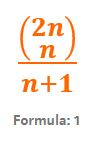 (2n
n)
n+1
Formula: 1